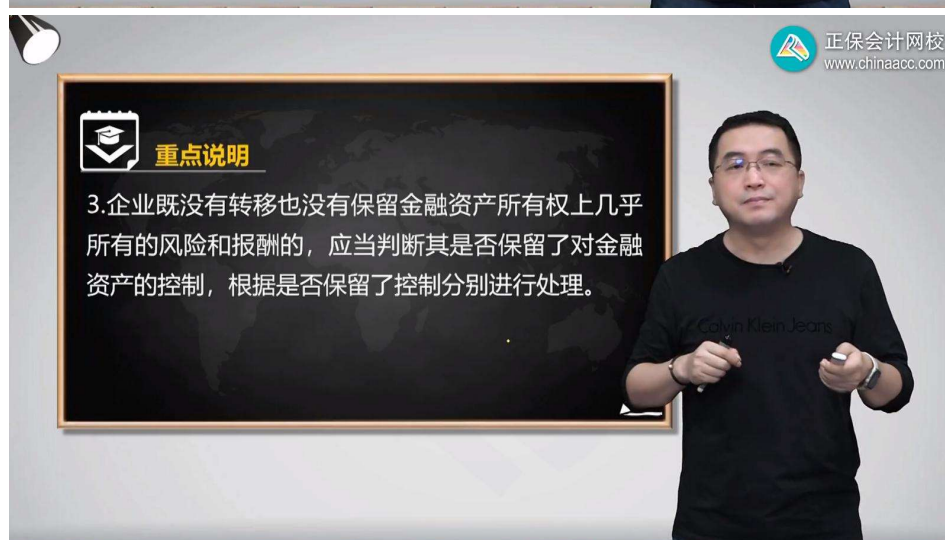 正保会计网校
www.chinaacc.com
重点说明
3.企业既没有转移也没有保留金融资产所有权上几乎
所有的风险和报酬的，应当判断其是否保留了对金融
资产的控制，根据是否保留了控制分别进行处理。
Calvin Klein Jeans